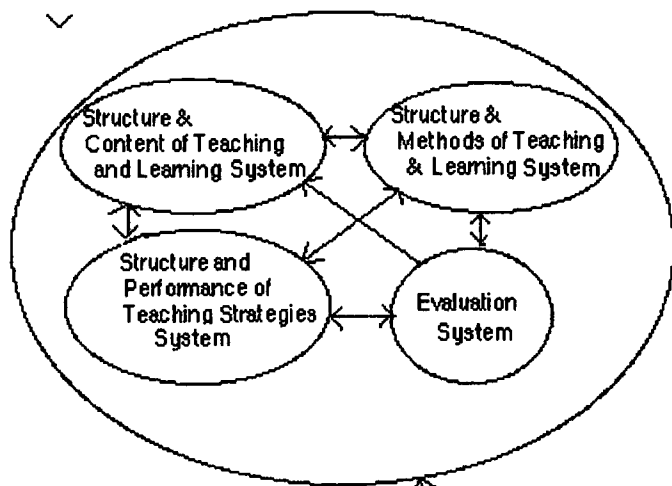 Structure &
Content of Teaching
and Learning System
Structure &
Methods of Teaching
& Learning System
Structure and
Performance of
Teaching Strategies
System
Evaluation
System